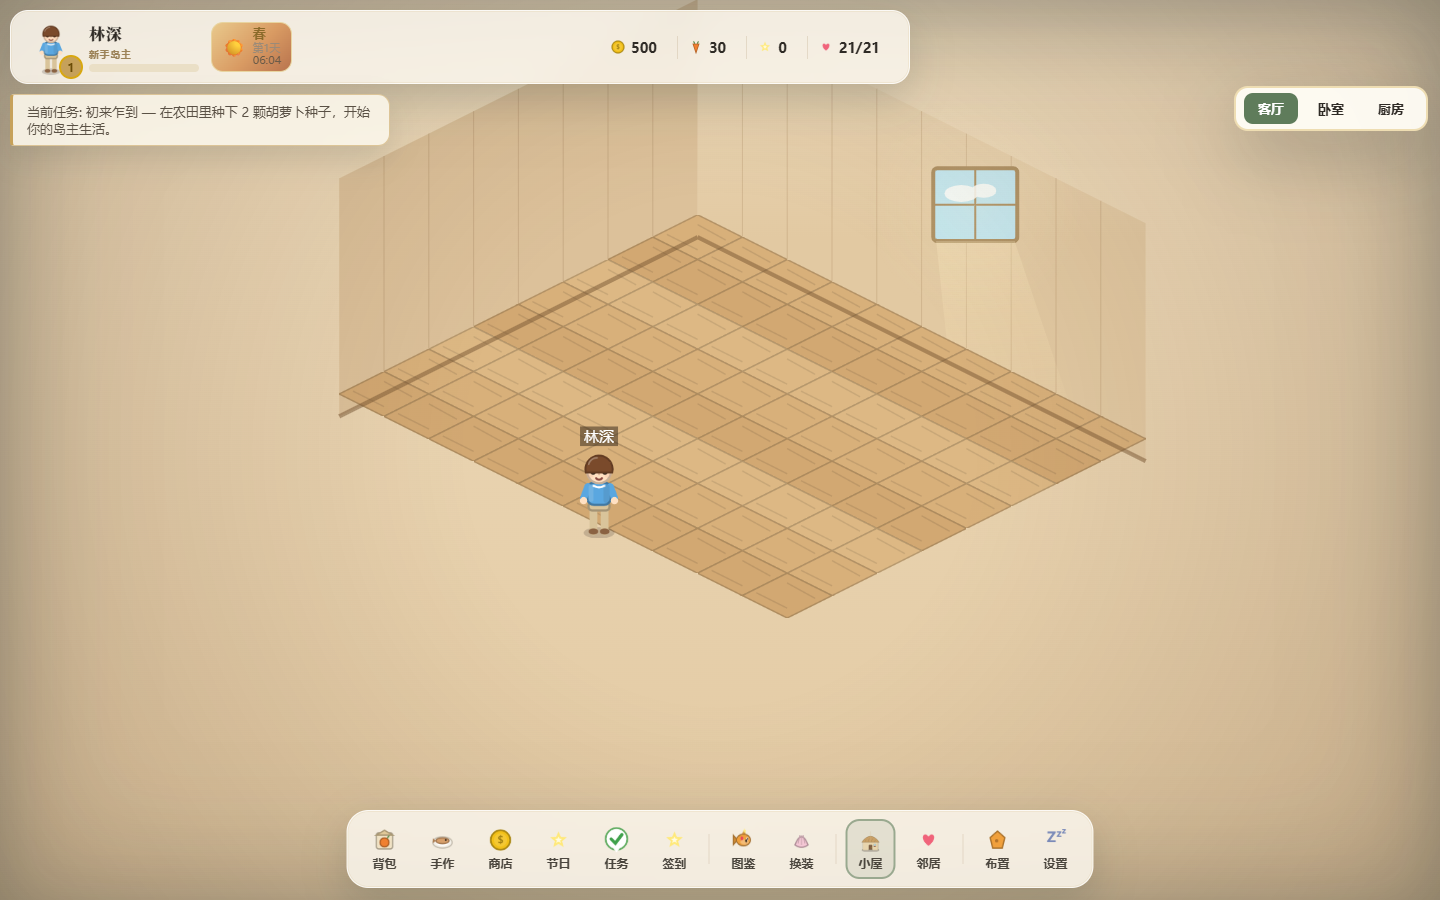 林深
新手岛主
1
春
第1天
06:04
500
30
0
21/21
当前任务: 初来乍到 — 在农田里种下 2 颗胡萝卜种子，开始
你的岛主生活。
客厅
卧室
厨房
林深
背包
手作
商店
节日
任务
签到
图鉴
换装
小屋
邻居
布置
Zzz
设置